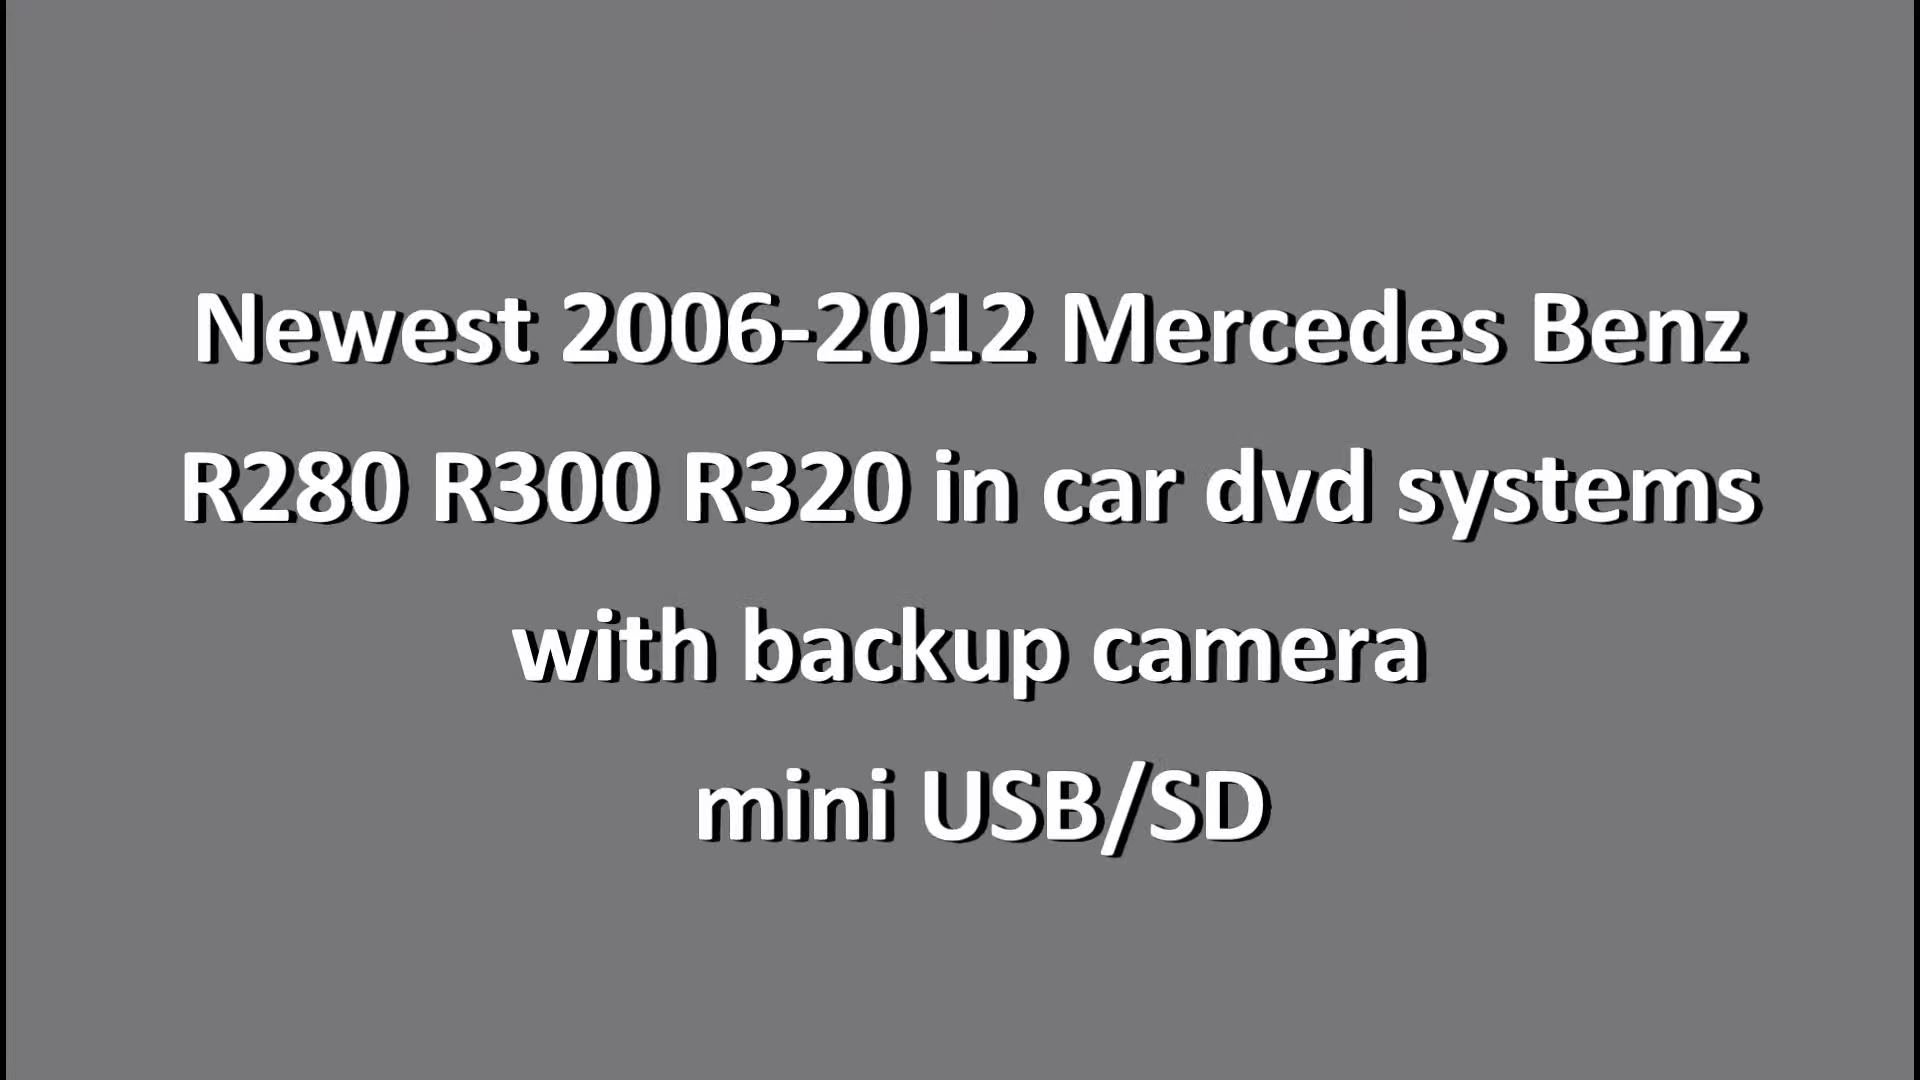 Newest 2006-2012 Mercedes Benz
R280 R300 R320 in car dvd systems
with backup camera
mini USB/SD